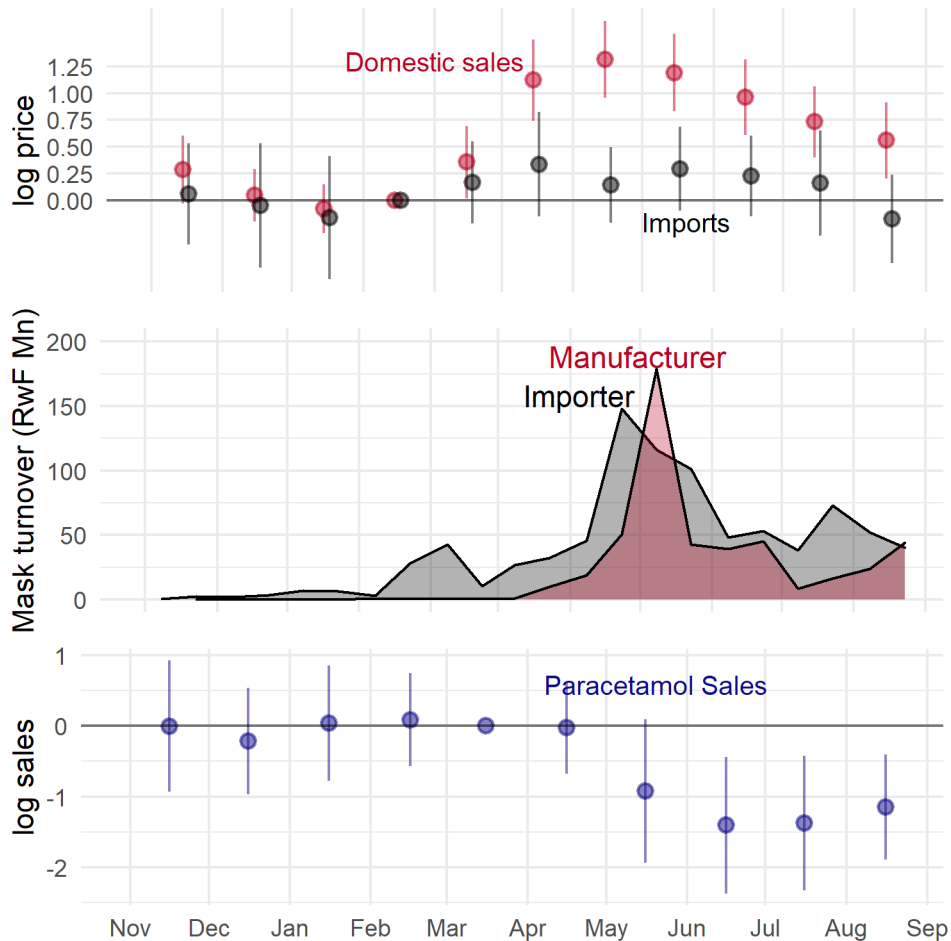 log price
1.25
1.00
0.75
0.50
0.25
0.00
Domestic sales
Imports
Mask turnover (RwF Mn)
200
150
100
50
0
Manufacturer
Importer
log sales
1
0
-1
-2
Paracetamol Sales
Nov Dec Jan Feb Mar Apr May Jun Jul Aug Sep